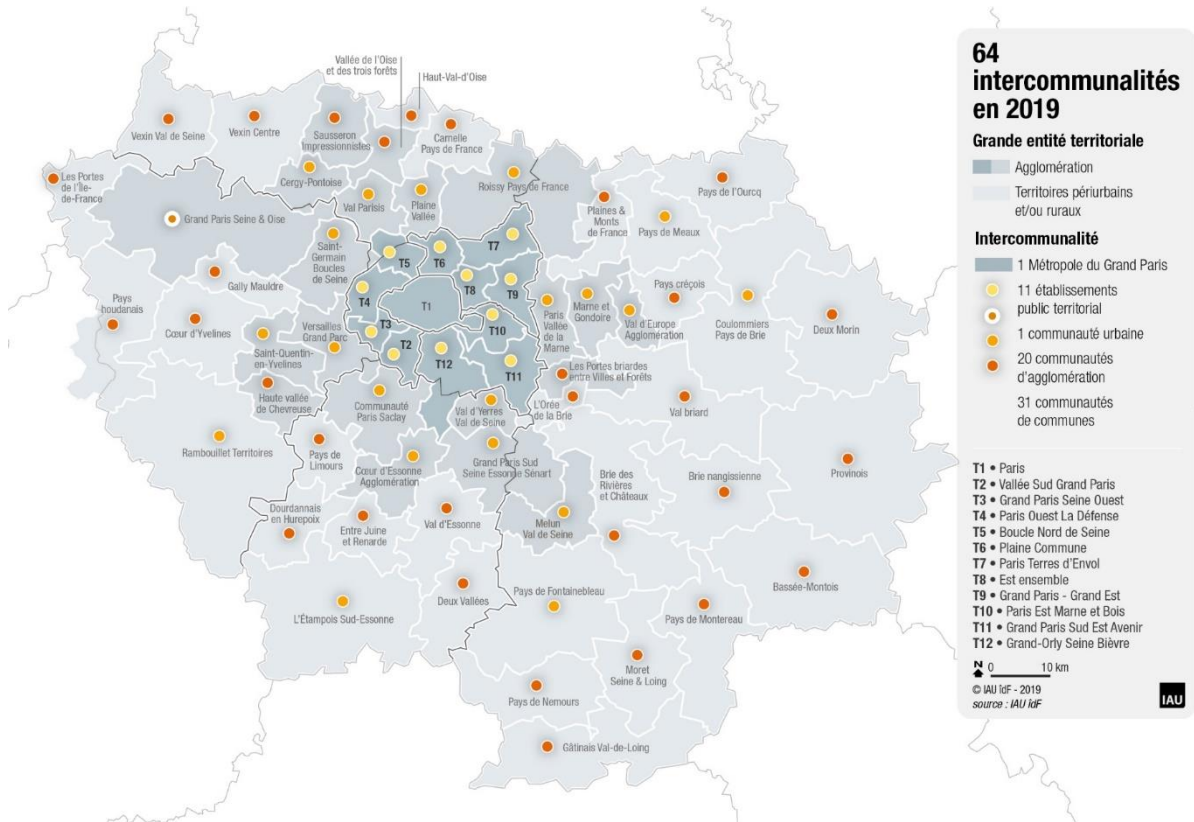 Vallée de l'Oise
et des trois forêts
Haut-Val-d'Oise
Vexin Val de Seine
Vexin Centre
Sausseron
Impressionnistes
Carnelle
Pays de France
Les Portes
de l'Île-
de-France
Cergy-Pontoise
Val Parisis
Plaine
Vallée
Roissy Pays de France
Plaines &
Monts
de France
Pays de l'Ourcq
Pays de Meaux
Grand Paris Seine & Oise
Saint-
Germain
Boucles
de Seine
T5
T6
T7
T4
T8
T9
T1
T3
T2
T10
T12
T11
Gally Mauldre
Pays
houdanais
Cœur d'Yvelines
Versailles
Grand Parc
Saint-Quentin-
en-Yvelines
Haute vallée
de Chevreuse
Paris
Vallée
de la
Marne
Marne et
Gondoire
Val d'Europe
Agglomération
Pays créçois
Coulommiers
Pays de Brie
Deux Morin
Les Portes briardes
entre Villes et Forêts
L'Orée
de la Brie
Val briard
Communauté
Paris Saclay
Val d'Yerres
Val de Seine
Rambouillet Territoires
Pays de
Limours
Cœur d'Essonne
Agglomération
Grand Paris Sud
Seine Essonne Sénart
Brie des
Rivières
et Châteaux
Brie nangissienne
Provinois
Dourdannais
en Hurepoix
Entre Juine
et Renarde
Val d'Essonne
Melun
Val de Seine
L'Étampois Sud-Essonne
Deux Vallées
Pays de Fontainebleau
Pays de Montereau
Bassée-Montois
Moret
Seine & Loing
Pays de Nemours
Gâtinais Val-de-Loing
64
intercommunalités
en 2019
Grande entité territoriale
Agglomération
Territoires périurbains
et/ou ruraux
Intercommunalité
1 Métropole du Grand Paris
11 établissements
public territorial
1 communauté urbaine
20 communautés
d'agglomération
31 communautés
de communes
T1 • Paris
T2 • Vallée Sud Grand Paris
T3 • Grand Paris Seine Ouest
T4 • Paris Ouest La Défense
T5 • Boucle Nord de Seine
T6 • Plaine Commune
T7 • Paris Terres d'Envol
T8 • Est ensemble
T9 • Grand Paris - Grand Est
T10 • Paris Est Marne et Bois
T11 • Grand Paris Sud Est Avenir
T12 • Grand-Orly Seine Bièvre
N 0 10 km
© IAU îdF - 2019
source : IAU îdF
IAU